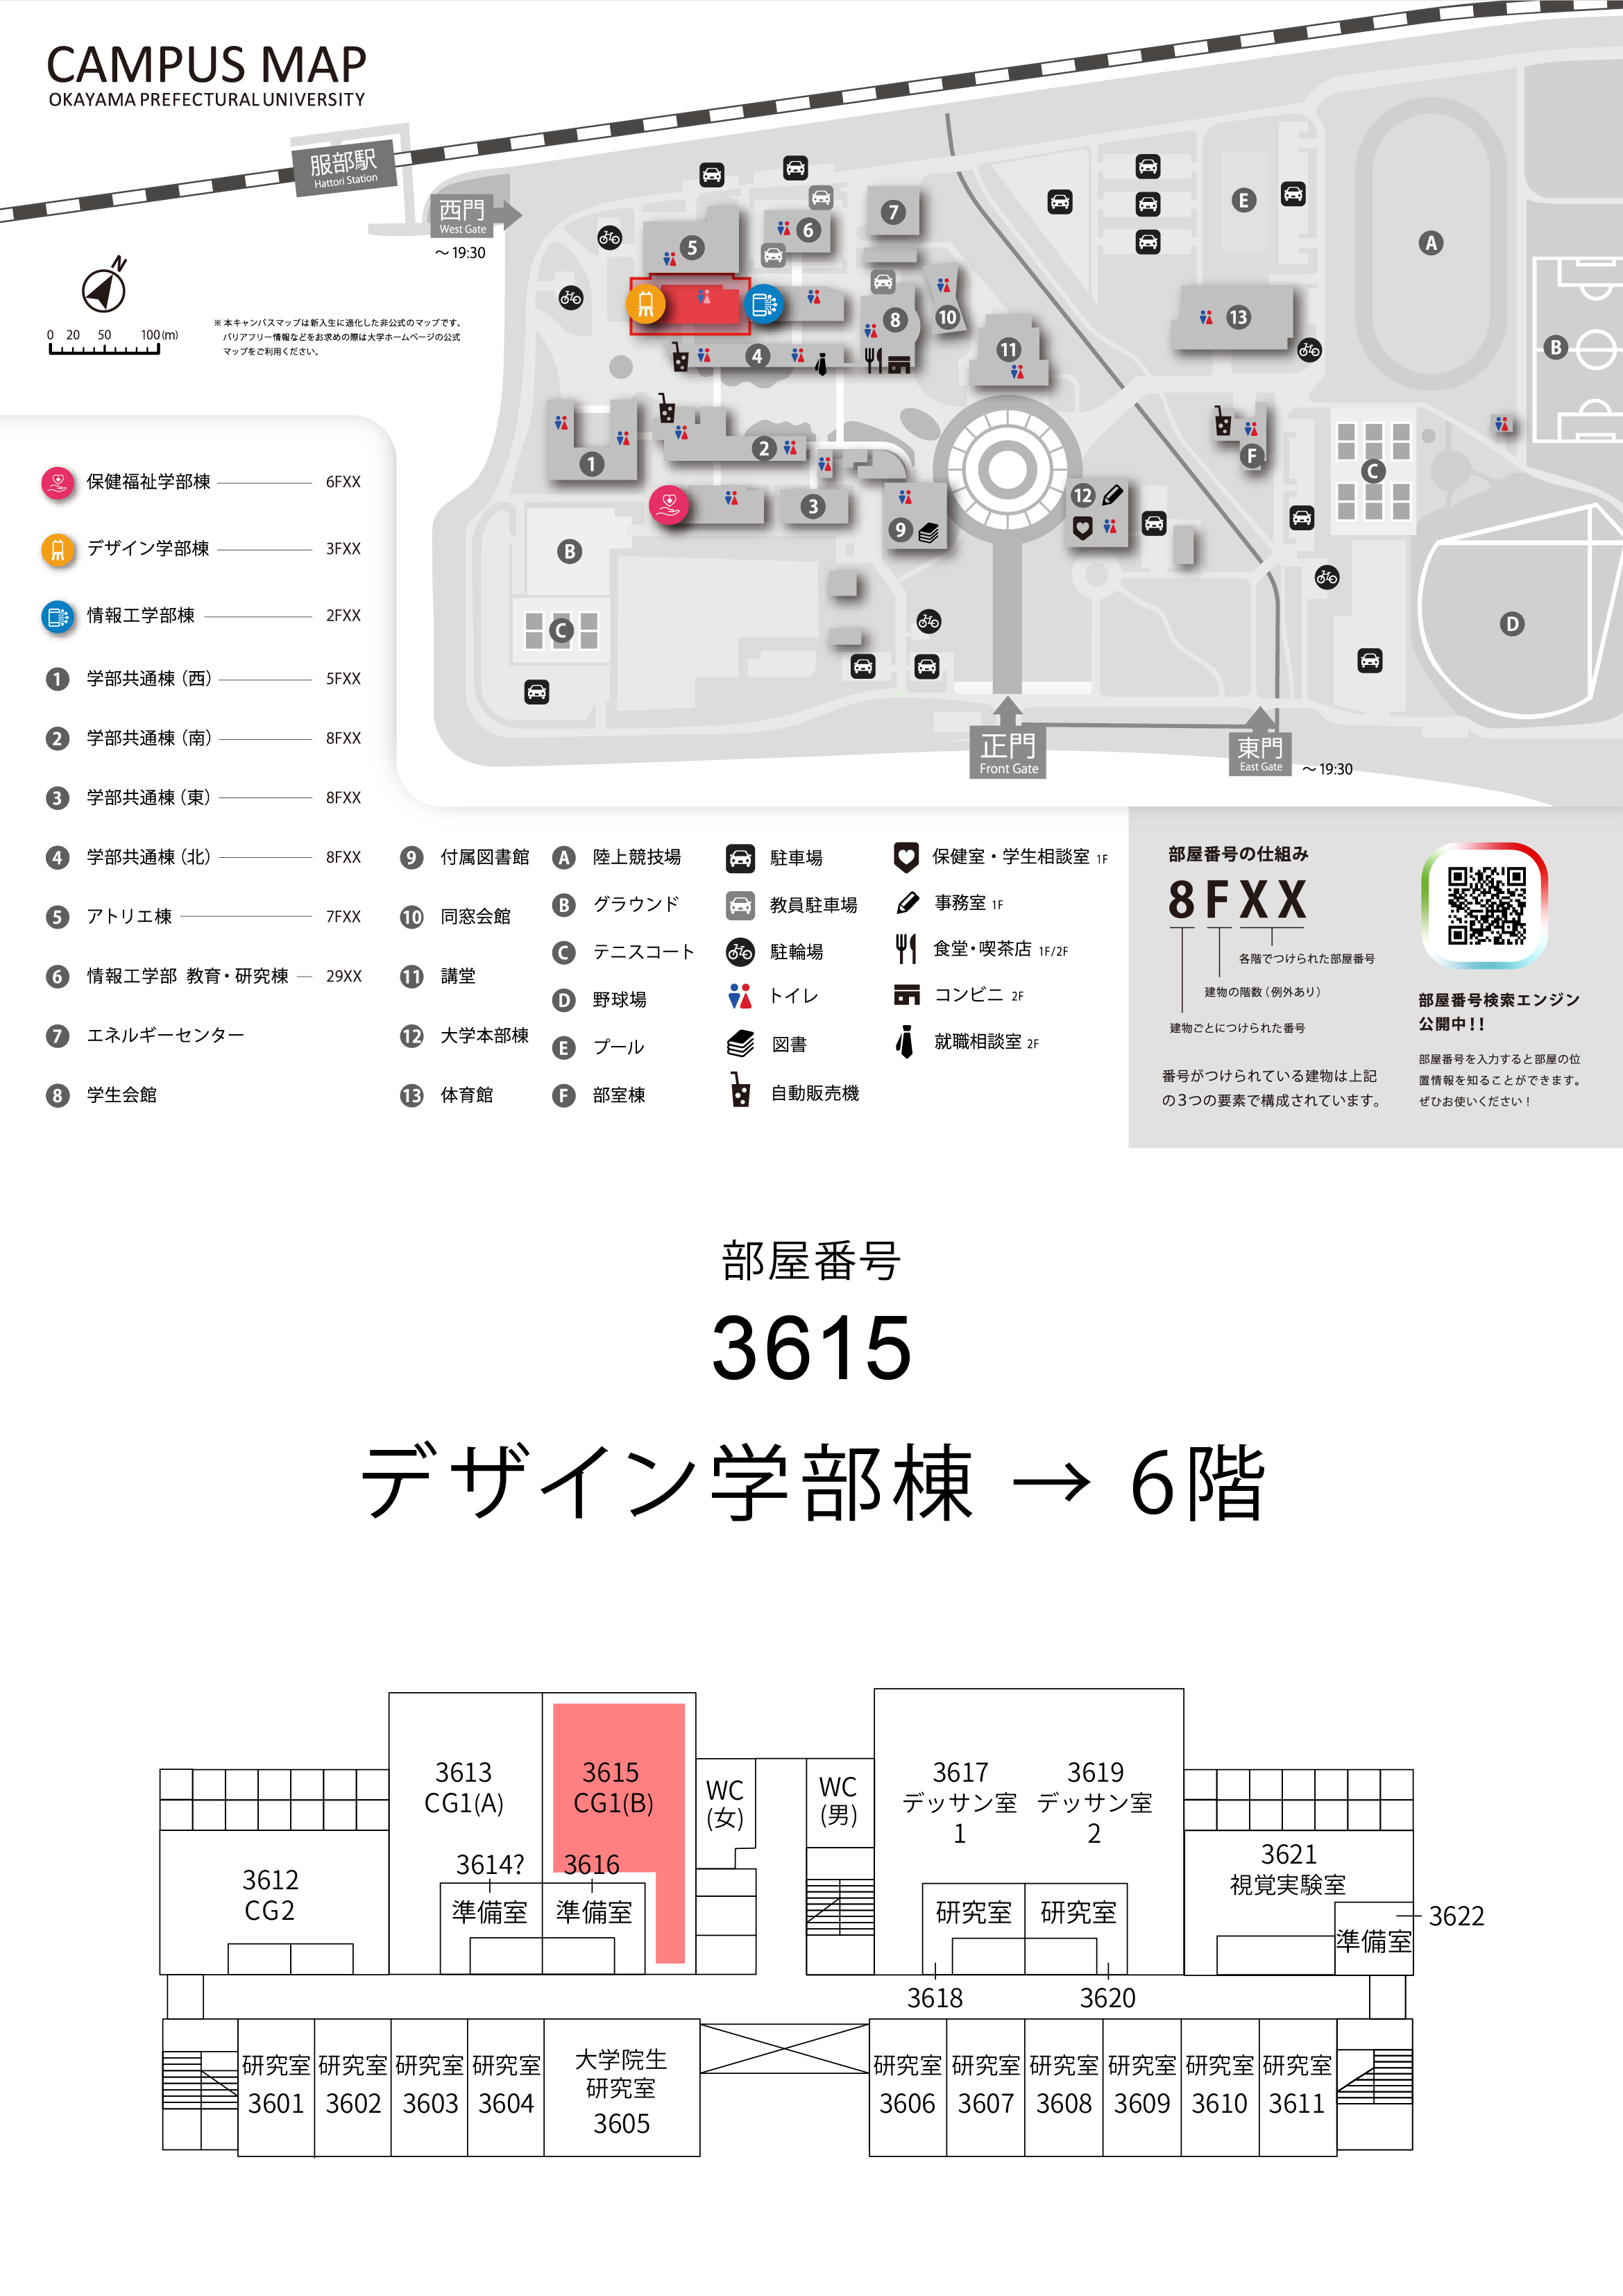 CAMPUS MAP
OKAYAMA PREFECTURAL UNIVERSITY
服部駅
Hattori Station
西門
West Gate
～19:30
N
0 20 50 100(m)
※ 本キャンパスマップは新入生に適化した非公式のマップです。
バリアフリー情報などをお求めの際は大学ホームページの公式
マップをご利用ください。
5
6
7
E
A
8
10
11
13
B
4
1
2
3
9
12
F
C
B
C
D
正門
Front Gate
東門
East Gate
～19:30
保健福祉学部棟 6FXX
デザイン学部棟 3FXX
情報工学部棟 2FXX
1 学部共通棟（西） 5FXX
2 学部共通棟（南） 8FXX
3 学部共通棟（東） 8FXX
4 学部共通棟（北） 8FXX
5 アトリエ棟 7FXX
6 情報工学部 教育・研究棟 29XX
7 エネルギーセンター
8 学生会館
9 付属図書館
10 同窓会館
11 講堂
12 大学本部棟
13 体育館
A 陸上競技場
B グラウンド
C テニスコート
D 野球場
E プール
F 部室棟
駐車場
教員駐車場
駐輪場
トイレ
図書
自動販売機
保健室・学生相談室 1F
事務室 1F
食堂・喫茶店 1F/2F
コンビニ 2F
就職相談室 2F
部屋番号の仕組み
8FXX
各階でつけられた部屋番号
建物の階数（例外あり）
建物ごとにつけられた番号
番号がつけられている建物は上記
の3つの要素で構成されています。
部屋番号検索エンジン
公開中！！
部屋番号を入力すると部屋の位
置情報を知ることができます。
ぜひお使いください！
部屋番号
3615
デザイン学部棟 → 6階
3613
CG1(A)
3615
CG1(B)
WC
(女)
WC
(男)
3617
デッサン室
1
3619
デッサン室
2
3612
CG2
3614?
準備室
3616
準備室
研究室
研究室
3621
視覚実験室
準備室
3622
3618
3620
研究室
3601
研究室
3602
研究室
3603
研究室
3604
大学院生
研究室
3605
研究室
3606
研究室
3607
研究室
3608
研究室
3609
研究室
3610
研究室
3611